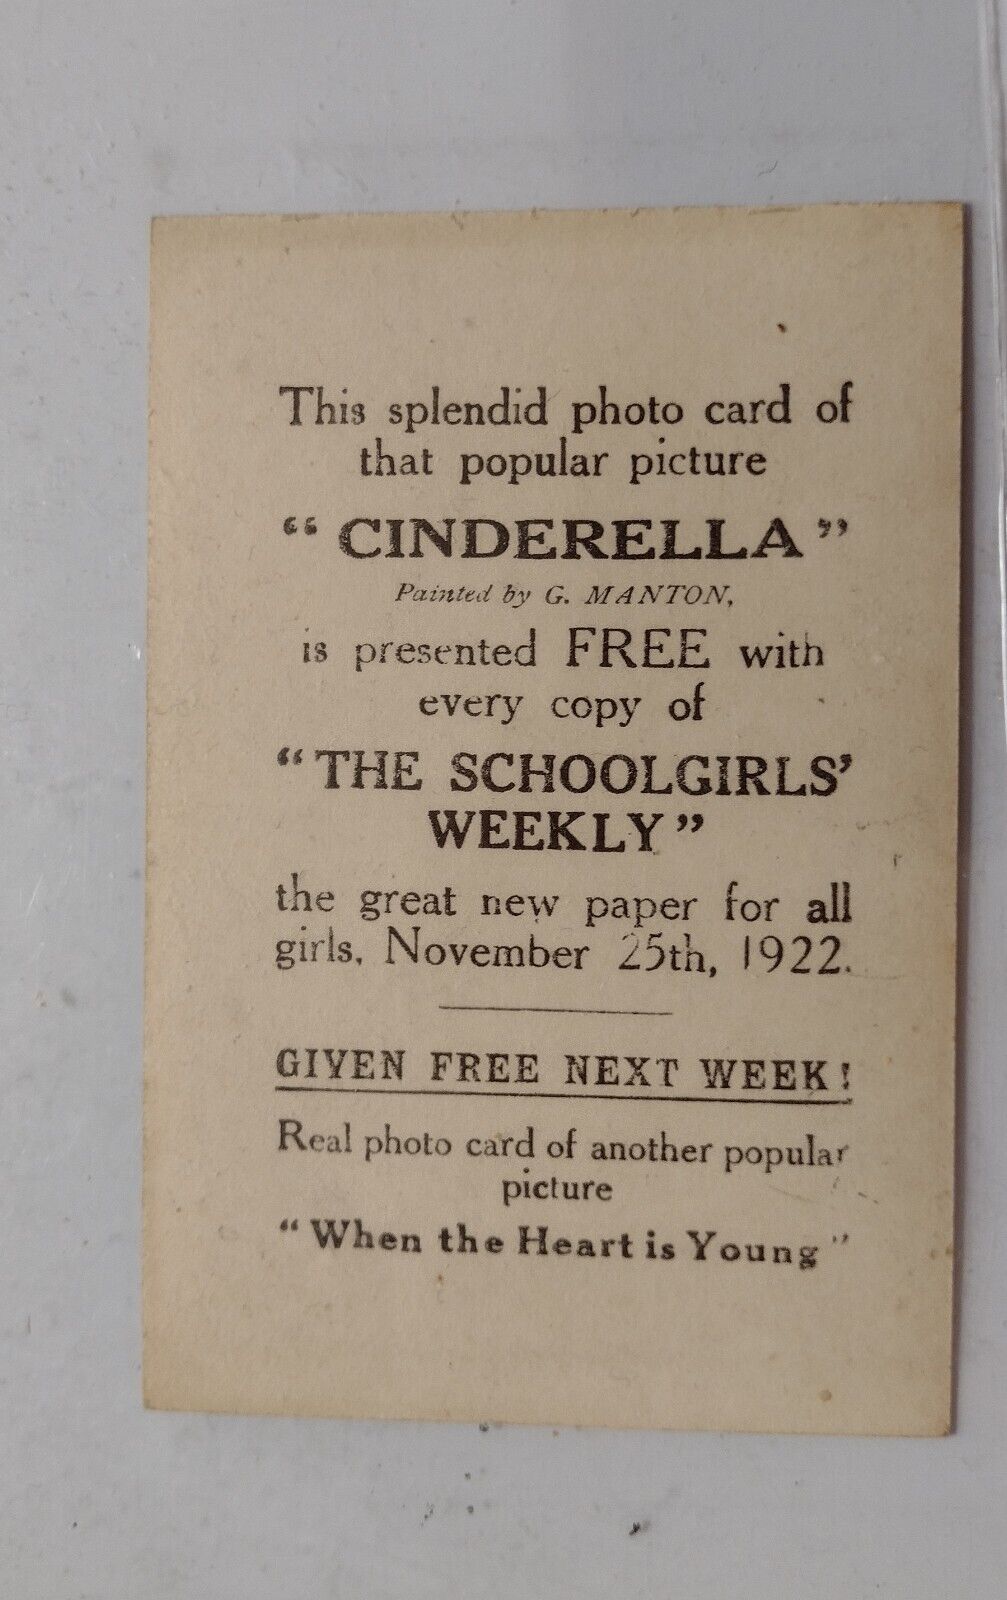 This splendid photo card of
that popular picture
“CINDERELLA”
Painted by G. MANTON,
is presented FREE with
every copy of
“THE SCHOOLGIRLS’
WEEKLY”
the great new paper for all
girls, November 25th, 1922.
GIVEN FREE NEXT WEEK!
Real photo card of another popular
picture
“When the Heart is Young”